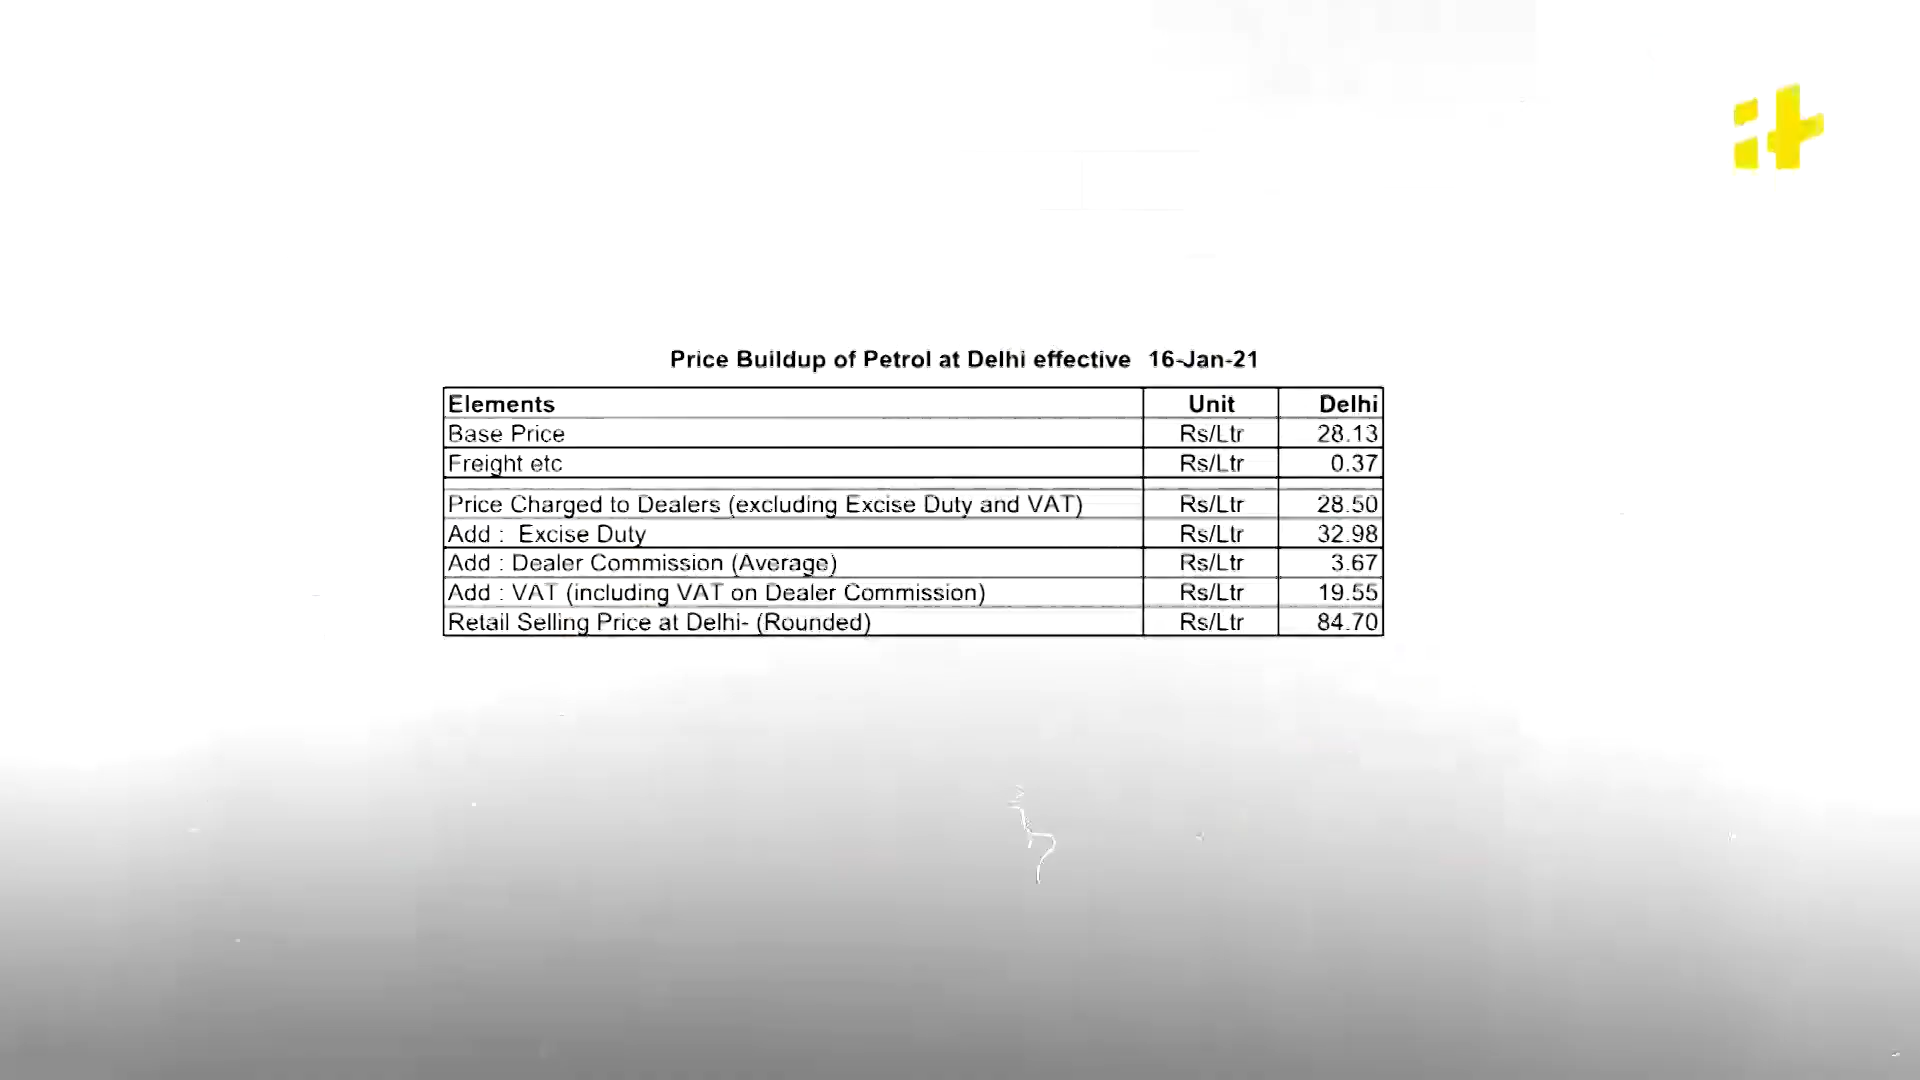 Price Buildup of Petrol at Delhi effective 16-Jan-21
Elements Unit Delhi
Base Price Rs/Ltr 28.13
Freight etc Rs/Ltr 0.37
Price Charged to Dealers (excluding Excise Duty and VAT) Rs/Ltr 28.50
Add : Excise Duty Rs/Ltr 32.98
Add : Dealer Commission (Average) Rs/Ltr 3.67
Add : VAT (including VAT on Dealer Commission) Rs/Ltr 19.55
Retail Selling Price at Delhi- (Rounded) Rs/Ltr 84.70
it